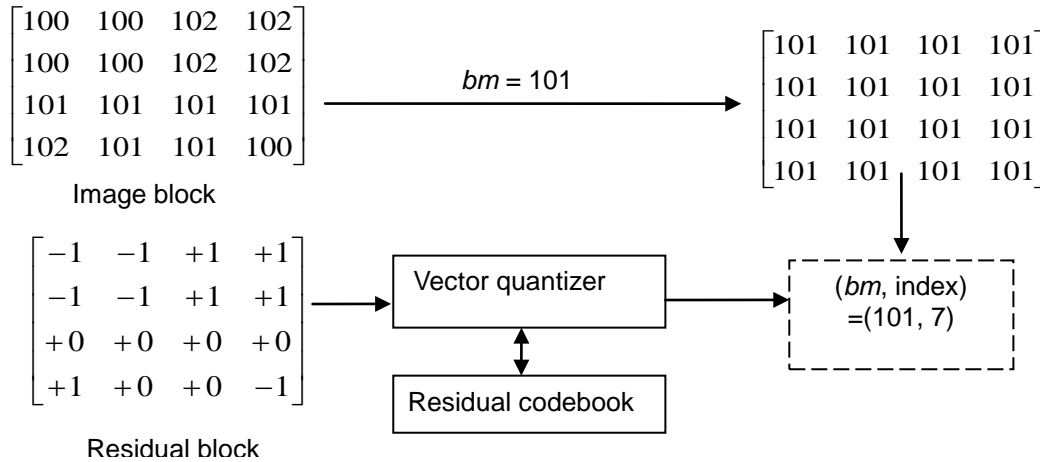 100 100 102 102
100 100 102 102
101 101 101 101
102 101 101 100
Image block
bm = 101
101 101 101 101
101 101 101 101
101 101 101 101
101 101 101 101
−1 −1 +1 +1
−1 −1 +1 +1
+0 +0 +0 +0
+1 +0 +0 −1
Residual block
Vector quantizer
Residual codebook
(bm, index)
=(101, 7)